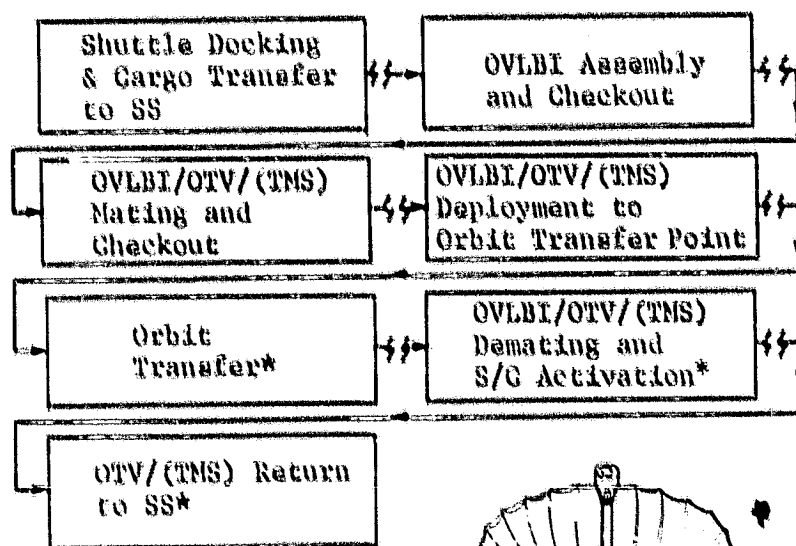 Shuttle Docking
& Cargo Transfer
to SS
OVLBI Assembly
and Checkout
OVLBI/OTV/(TMS)
Mating and
Checkout
OVLBI/OTV/(TMS)
Deployment to
Orbit Transfer Point
Orbit
Transfer*
OVLBI/OTV/(TMS)
Demating and
S/C Activation*
OTV/(TMS) Return
to SS*